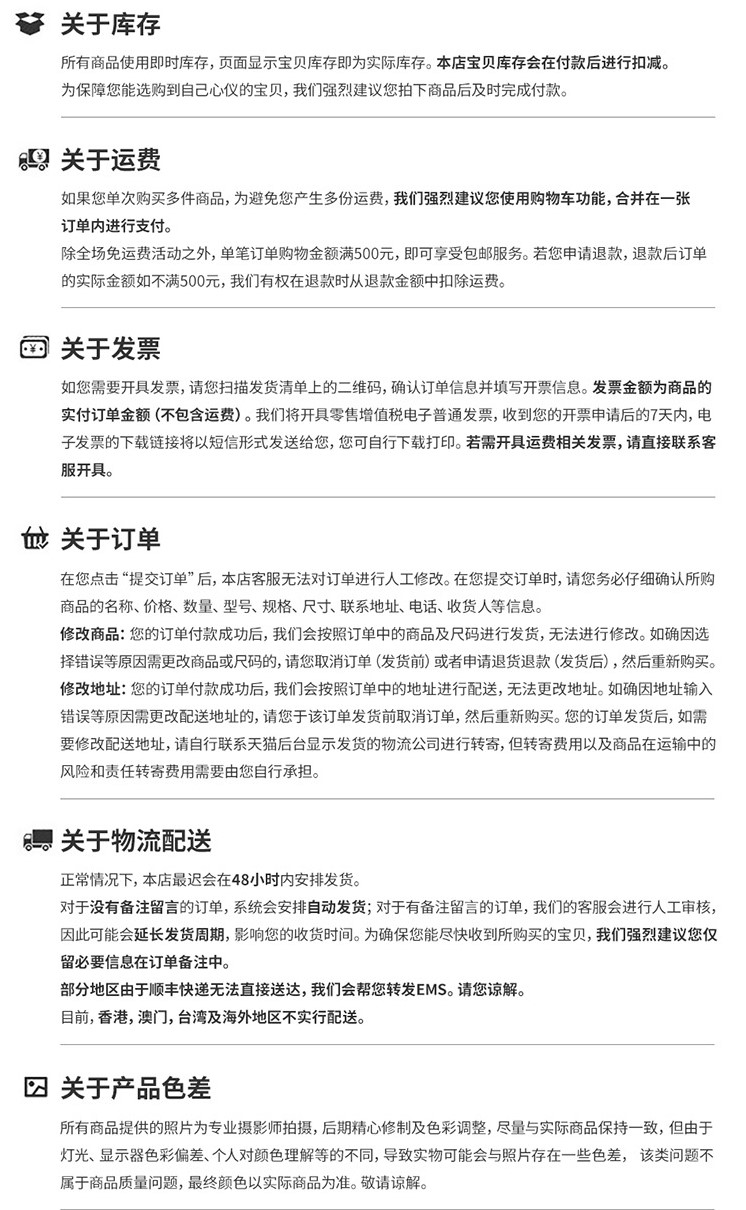 关于库存
所有商品使用即时库存，页面显示宝贝库存即为实际库存。本店宝贝库存会在付款后进行扣减。
为保障您能选购到自己心仪的宝贝，我们强烈建议您拍下商品后及时完成付款。
关于运费
如果您单次购买多件商品，为避免您产生多份运费，我们强烈建议您使用购物车功能，合并在一张
订单内进行支付。
除全场免运费活动之外，单笔订单购物金额满500元，即可享受包邮服务。若您申请退款，退款后订单
的实际金额如不满500元，我们有权在退款时从退款金额中扣除运费。
关于发票
如您需要开具发票，请您扫描发货清单上的二维码，确认订单信息并填写开票信息。发票金额为商品的
实付订单金额（不包含运费）。我们将开具零售增值税电子普通发票，收到您的开票申请后的7天内，电
子发票的下载链接将以短信形式发送给您，您可自行下载打印。若需开具运费相关发票，请直接联系客
服开具。
关于订单
在您点击“提交订单”后，本店客服无法对订单进行人工修改。在您提交订单时，请您务必仔细确认所购
商品的名称、价格、数量、型号、规格、尺寸、联系地址、电话、收货人等信息。
修改商品：您的订单付款成功后，我们会按照订单中的商品及尺码进行发货，无法进行修改。如确因选
择错误等原因需更改商品或尺码的，请您取消订单（发货前）或者申请退货退款（发货后），然后重新购买。
修改地址：您的订单付款成功后，我们会按照订单中的地址进行配送，无法更改地址。如确因地址输入
错误等原因需更改配送地址的，请您于该订单发货前取消订单，然后重新购买。您的订单发货后，如需
要修改配送地址，请自行联系天猫后台显示发货的物流公司进行转寄，但转寄费用以及商品在运输中的
风险和责任转寄费用需要由您自行承担。
关于物流配送
正常情况下，本店最迟会在48小时内安排发货。
对于没有备注留言的订单，系统会安排自动发货；对于有备注留言的订单，我们的客服会进行人工审核，
因此可能会延长发货周期，影响您的收货时间。为确保您能尽快收到所购买的宝贝，我们强烈建议您仅
留必要信息在订单备注中。
部分地区由于顺丰快递无法直接送达，我们会帮您转发EMS。请您谅解。
目前，香港，澳门，台湾及海外地区不实行配送。
关于产品色差
所有商品提供的照片为专业摄影师拍摄，后期精心修制及色彩调整，尽量与实际商品保持一致，但由于
灯光、显示器色彩偏差、个人对颜色理解等的不同，导致实物可能会与照片存在一些色差， 该类问题不
属于商品质量问题，最终颜色以实际商品为准。敬请谅解。